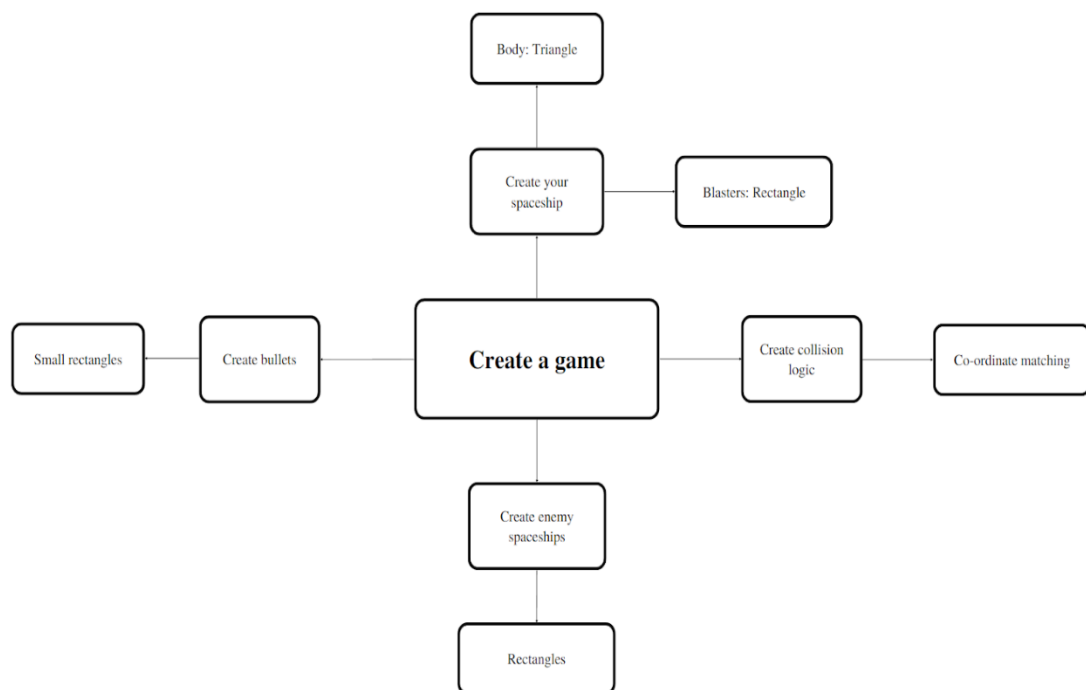 Body: Triangle
Create your
spaceship
Blasters: Rectangle
Small rectangles
Create bullets
Create a game
Create collision
logic
Co-ordinate matching
Create enemy
spaceships
Rectangles